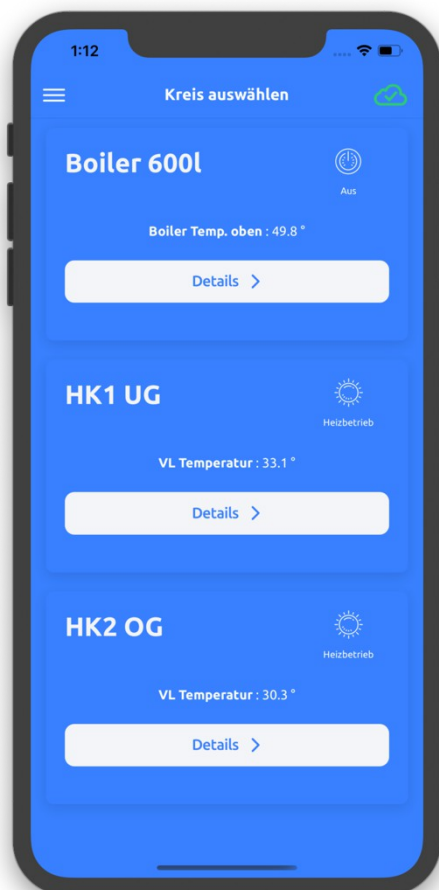 1:12
Kreis auswählen
Boiler 600l
Aus
Boiler Temp. oben : 49.8 °
Details
HK1 UG
Heizbetrieb
VL Temperatur : 33.1 °
Details
HK2 OG
Heizbetrieb
VL Temperatur : 30.3 °
Details